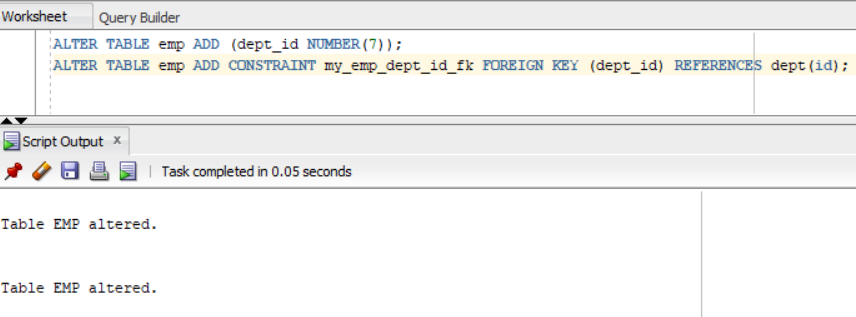 Worksheet Query Builder
ALTER TABLE emp ADD (dept_id NUMBER(7));
ALTER TABLE emp ADD CONSTRAINT my_emp_dept_id_fk FOREIGN KEY (dept_id) REFERENCES dept(id);
Script Output x
Task completed in 0.05 seconds
Table EMP altered.
Table EMP altered.